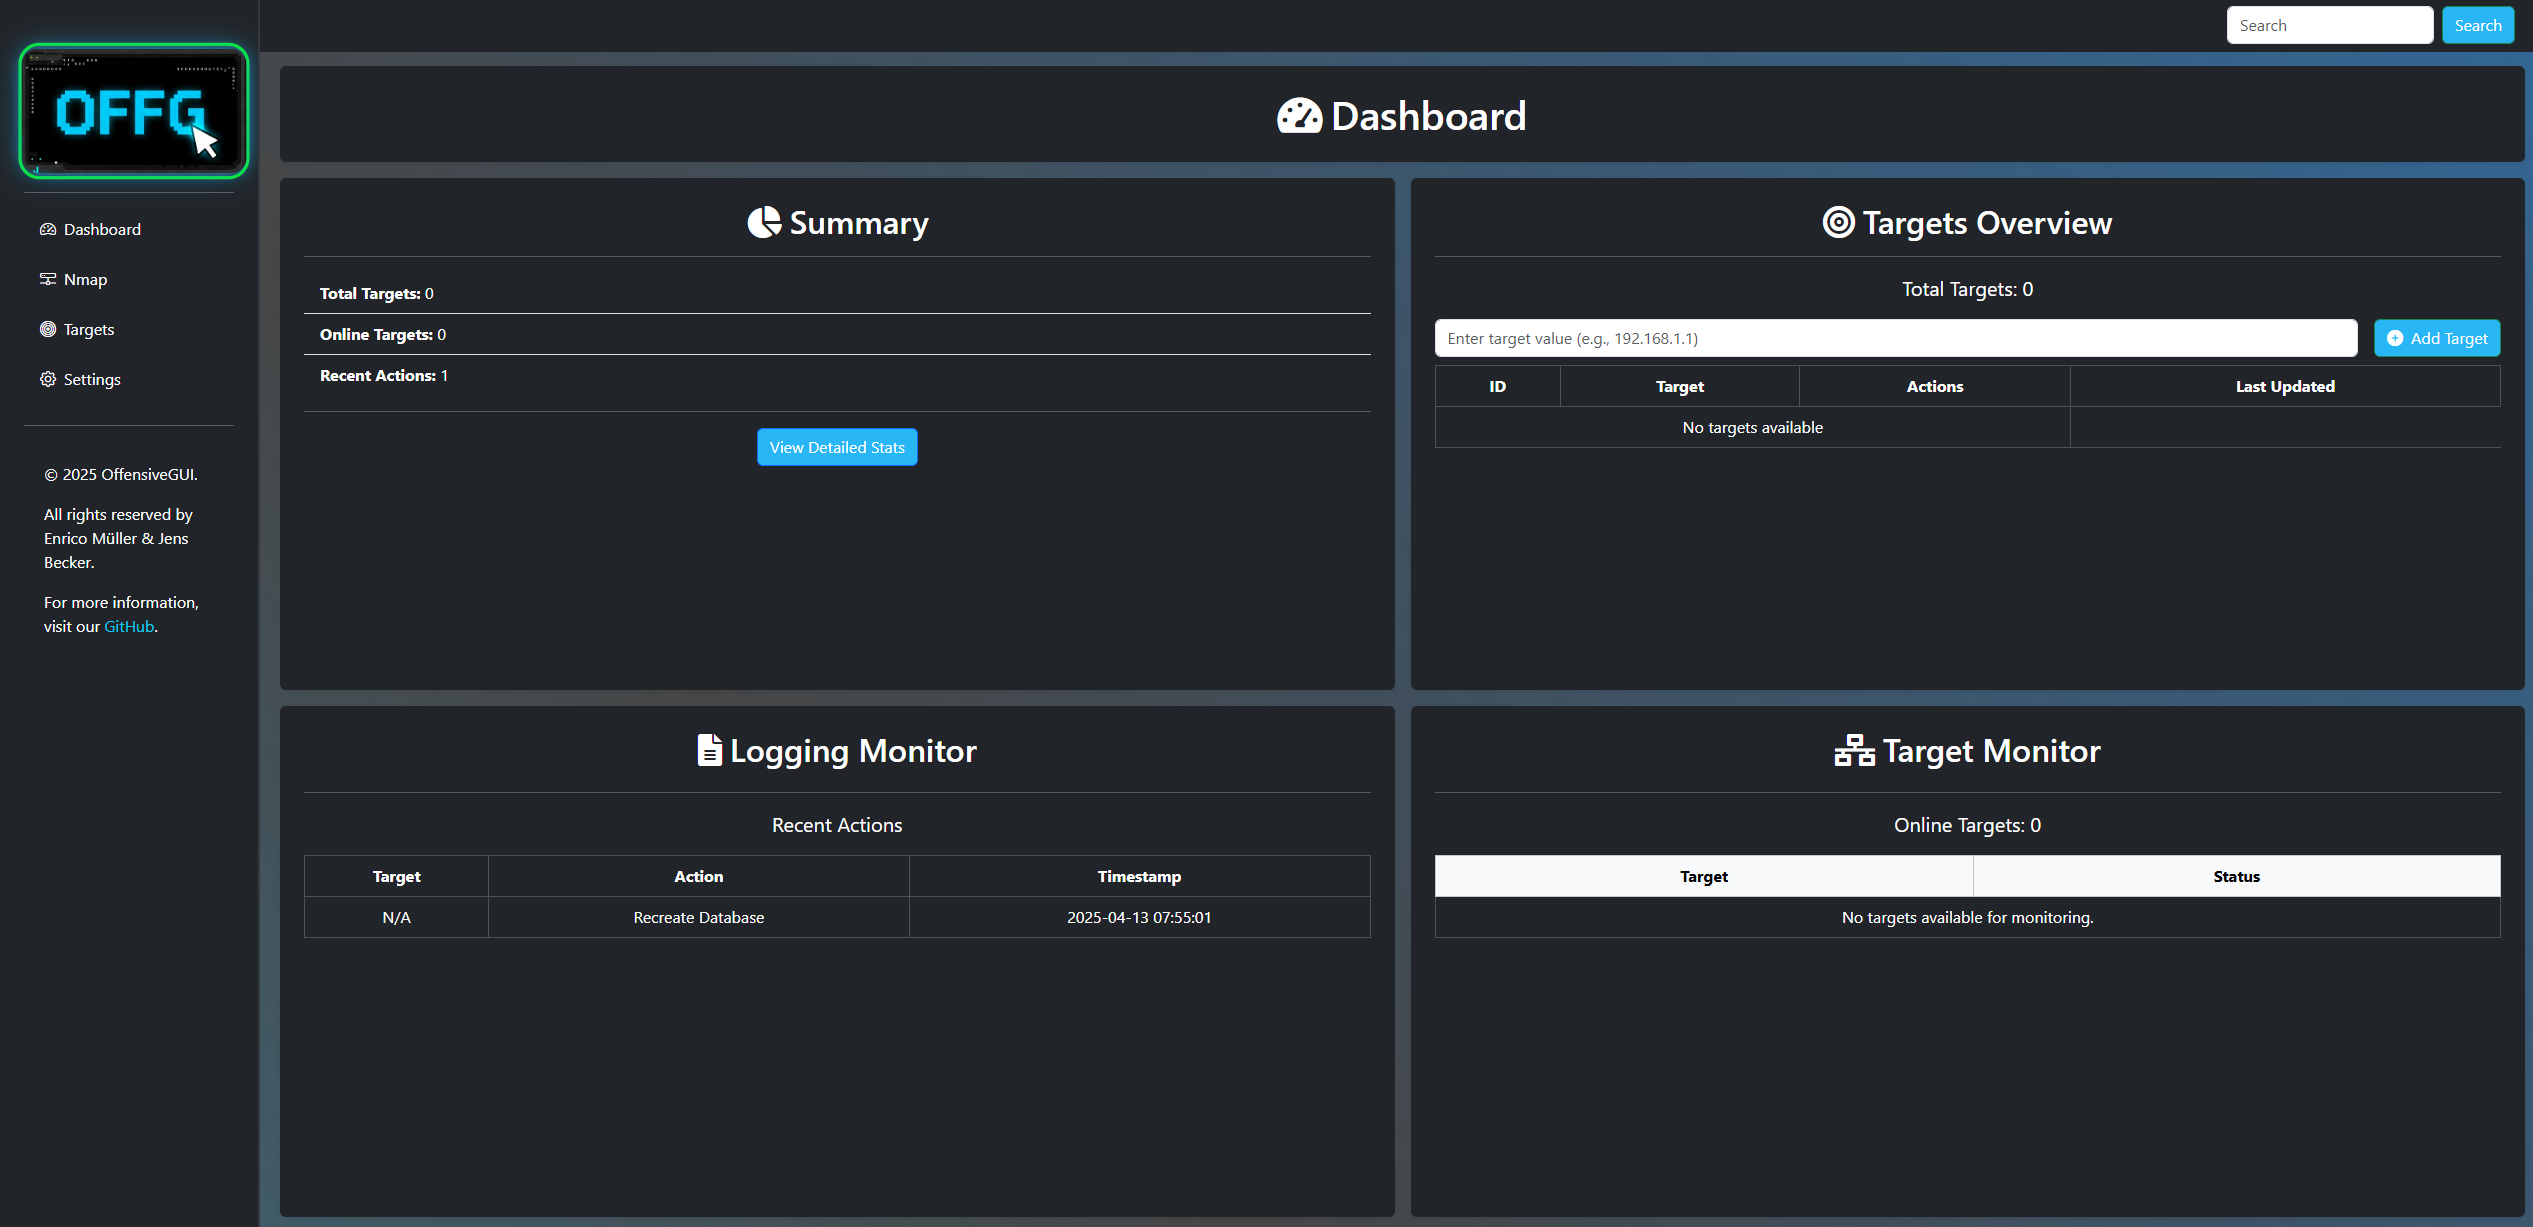 OFFG
Dashboard
Nmap
Targets
Settings
© 2025 OffensiveGUI.
All rights reserved by
Enrico Müller & Jens
Becker.
For more information,
visit our GitHub.
Search Search
Dashboard
Summary
Total Targets: 0
Online Targets: 0
Recent Actions: 1
View Detailed Stats
Targets Overview
Total Targets: 0
Enter target value (e.g., 192.168.1.1) Add Target
ID Target Actions Last Updated
No targets available
Logging Monitor
Recent Actions
Target Action Timestamp
N/A Recreate Database 2025-04-13 07:55:01
Target Monitor
Online Targets: 0
Target Status
No targets available for monitoring.